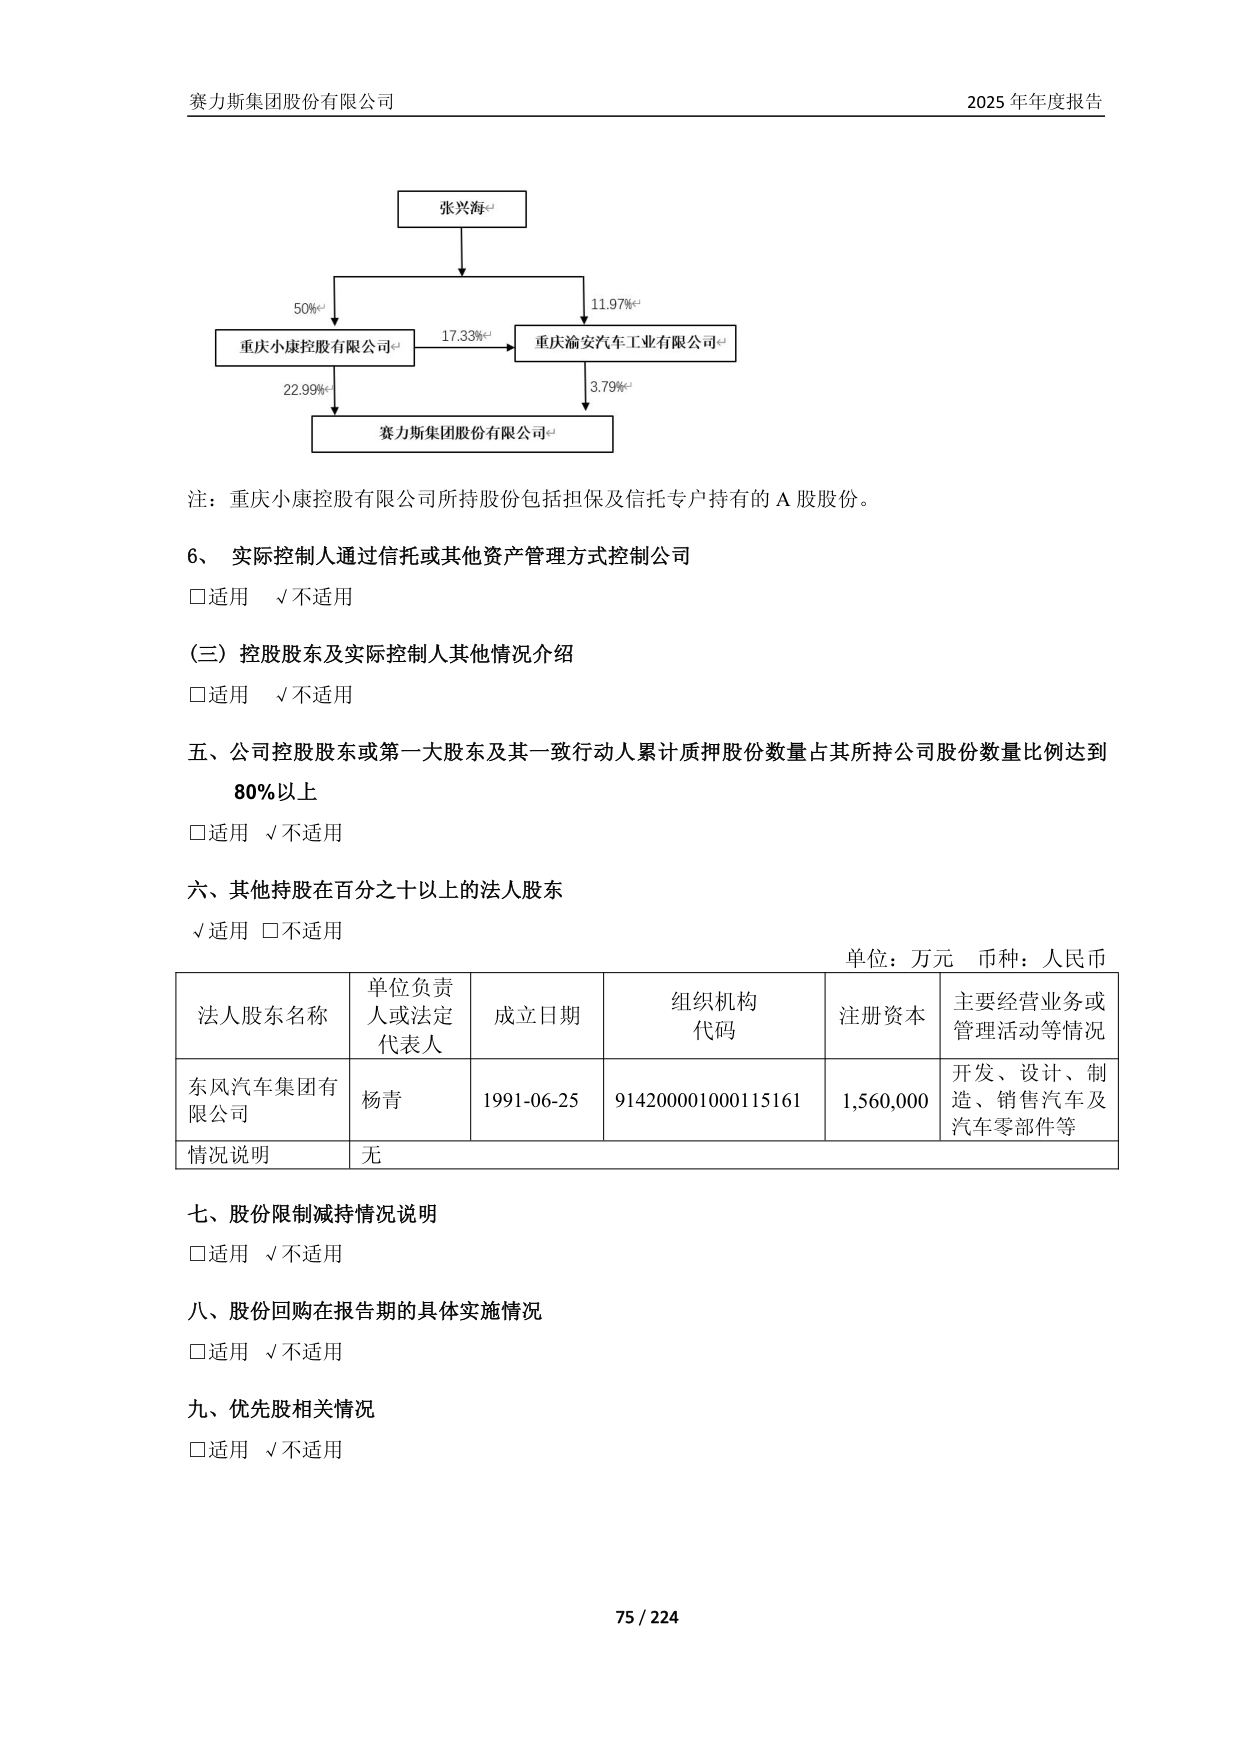 赛力斯集团股份有限公司 2025 年年度报告
张兴海↵
50%↵ 11.97%↵
重庆小康控股有限公司↵ 17.33%↵ 重庆渝安汽车工业有限公司↵
22.99%↵ 3.79%↵
赛力斯集团股份有限公司↵
注：重庆小康控股有限公司所持股份包括担保及信托专户持有的 A 股股份。
6、 实际控制人通过信托或其他资产管理方式控制公司
□适用 √不适用
（三）控股股东及实际控制人其他情况介绍
□适用 √不适用
五、公司控股股东或第一大股东及其一致行动人累计质押股份数量占其所持公司股份数量比例达到
80%以上
□适用 √不适用
六、其他持股在百分之十以上的法人股东
√适用 □不适用
单位：万元 币种：人民币
法人股东名称
单位负责
人或法定
代表人
成立日期
组织机构
代码
注册资本
主要经营业务或
管理活动等情况
东风汽车集团有
限公司
杨青
1991-06-25
914200001000115161
1,560,000
开发、设计、制
造、销售汽车及
汽车零部件等
情况说明 无
七、股份限制减持情况说明
□适用 √不适用
八、股份回购在报告期的具体实施情况
□适用 √不适用
九、优先股相关情况
□适用 √不适用
75 / 224